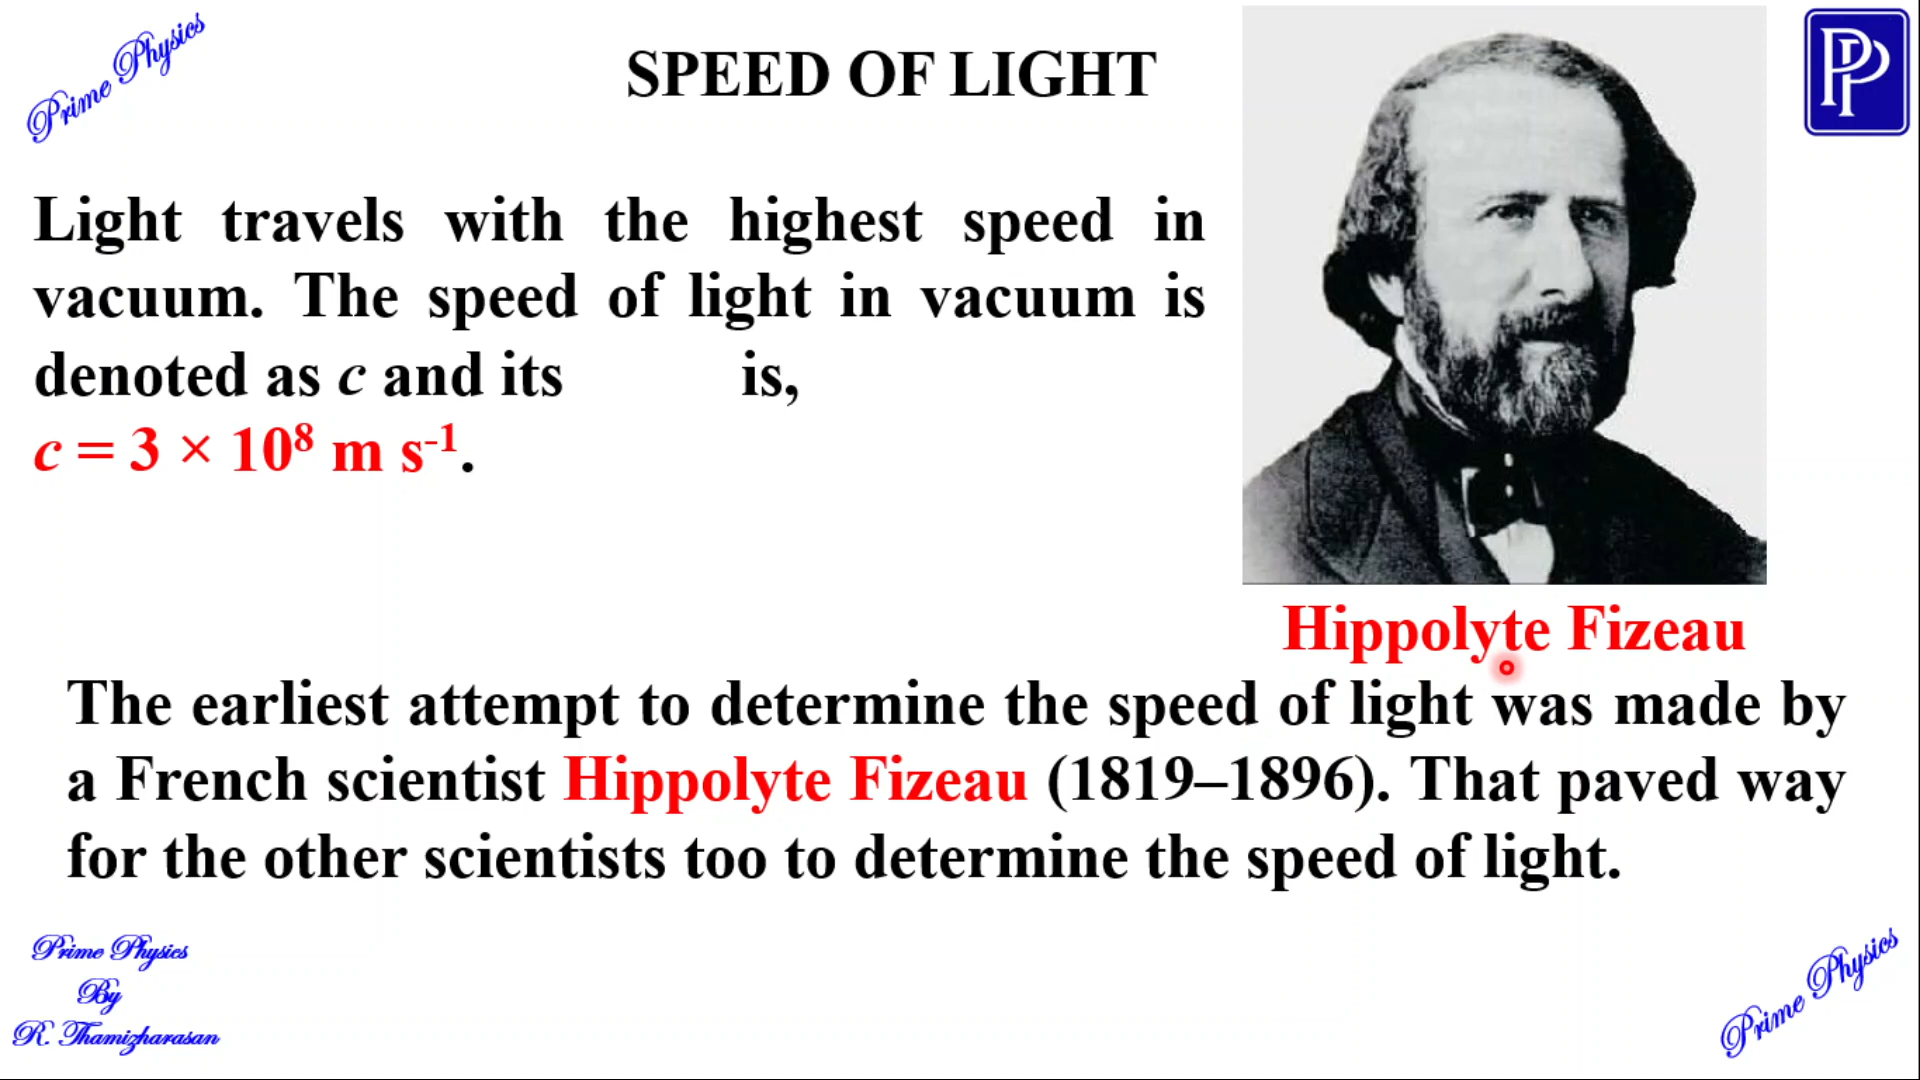 Prime Physics
SPEED OF LIGHT
PP
Light travels with the highest speed in
vacuum. The speed of light in vacuum is
denoted as c and its is,
c = 3 × 10⁸ m s⁻¹.
Hippolyte Fizeau
The earliest attempt to determine the speed of light was made by
a French scientist Hippolyte Fizeau (1819–1896). That paved way
for the other scientists too to determine the speed of light.
Prime Physics
By
R. Thamizharasan
Prime Physics